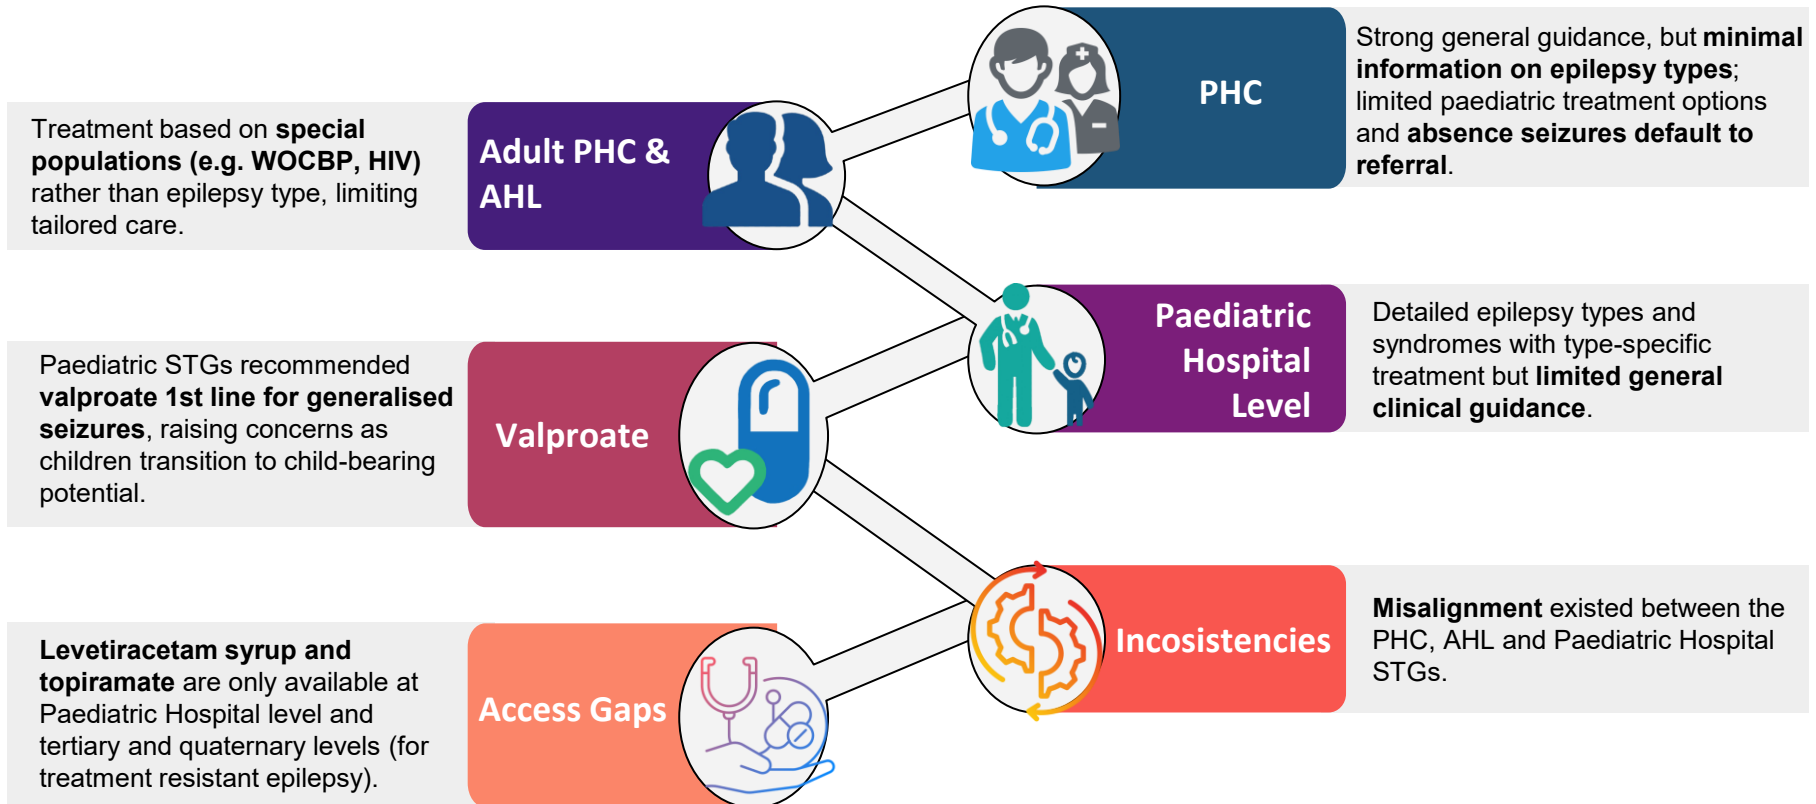 PHC
Strong general guidance, but minimal
information on epilepsy types;
limited paediatric treatment options
and absence seizures default to
referral.
Treatment based on special
populations (e.g. WOCBP, HIV)
rather than epilepsy type, limiting
tailored care.
Adult PHC &
AHL
Paediatric
Hospital
Level
Detailed epilepsy types and
syndromes with type-specific
treatment but limited general
clinical guidance.
Paediatric STGs recommended
valproate 1st line for generalised
seizures, raising concerns as
children transition to child-bearing
potential.
Valproate
Incosistencies
Misalignment existed between the
PHC, AHL and Paediatric Hospital
STGs.
Levetiracetam syrup and
topiramate are only available at
Paediatric Hospital level and
tertiary and quaternary levels (for
treatment resistant epilepsy).
Access Gaps